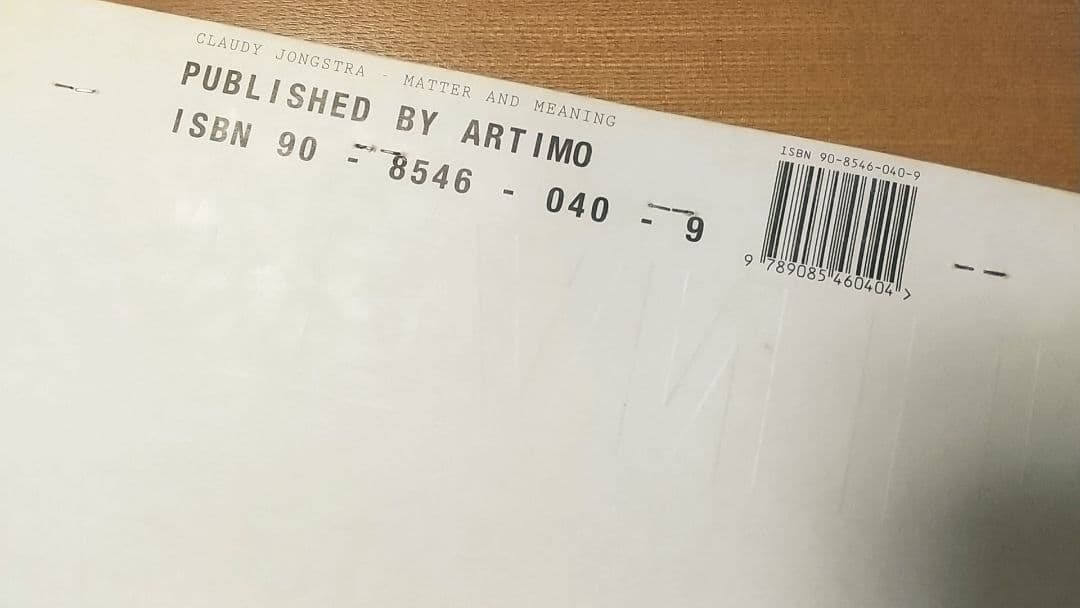 CLAUDY JONGSTRA - MATTER AND MEANING
PUBLISHED BY ARTIMO
ISBN 90 - 8546 - 040 - 9
ISBN 90-8546-040-9
9 789085 460404 >